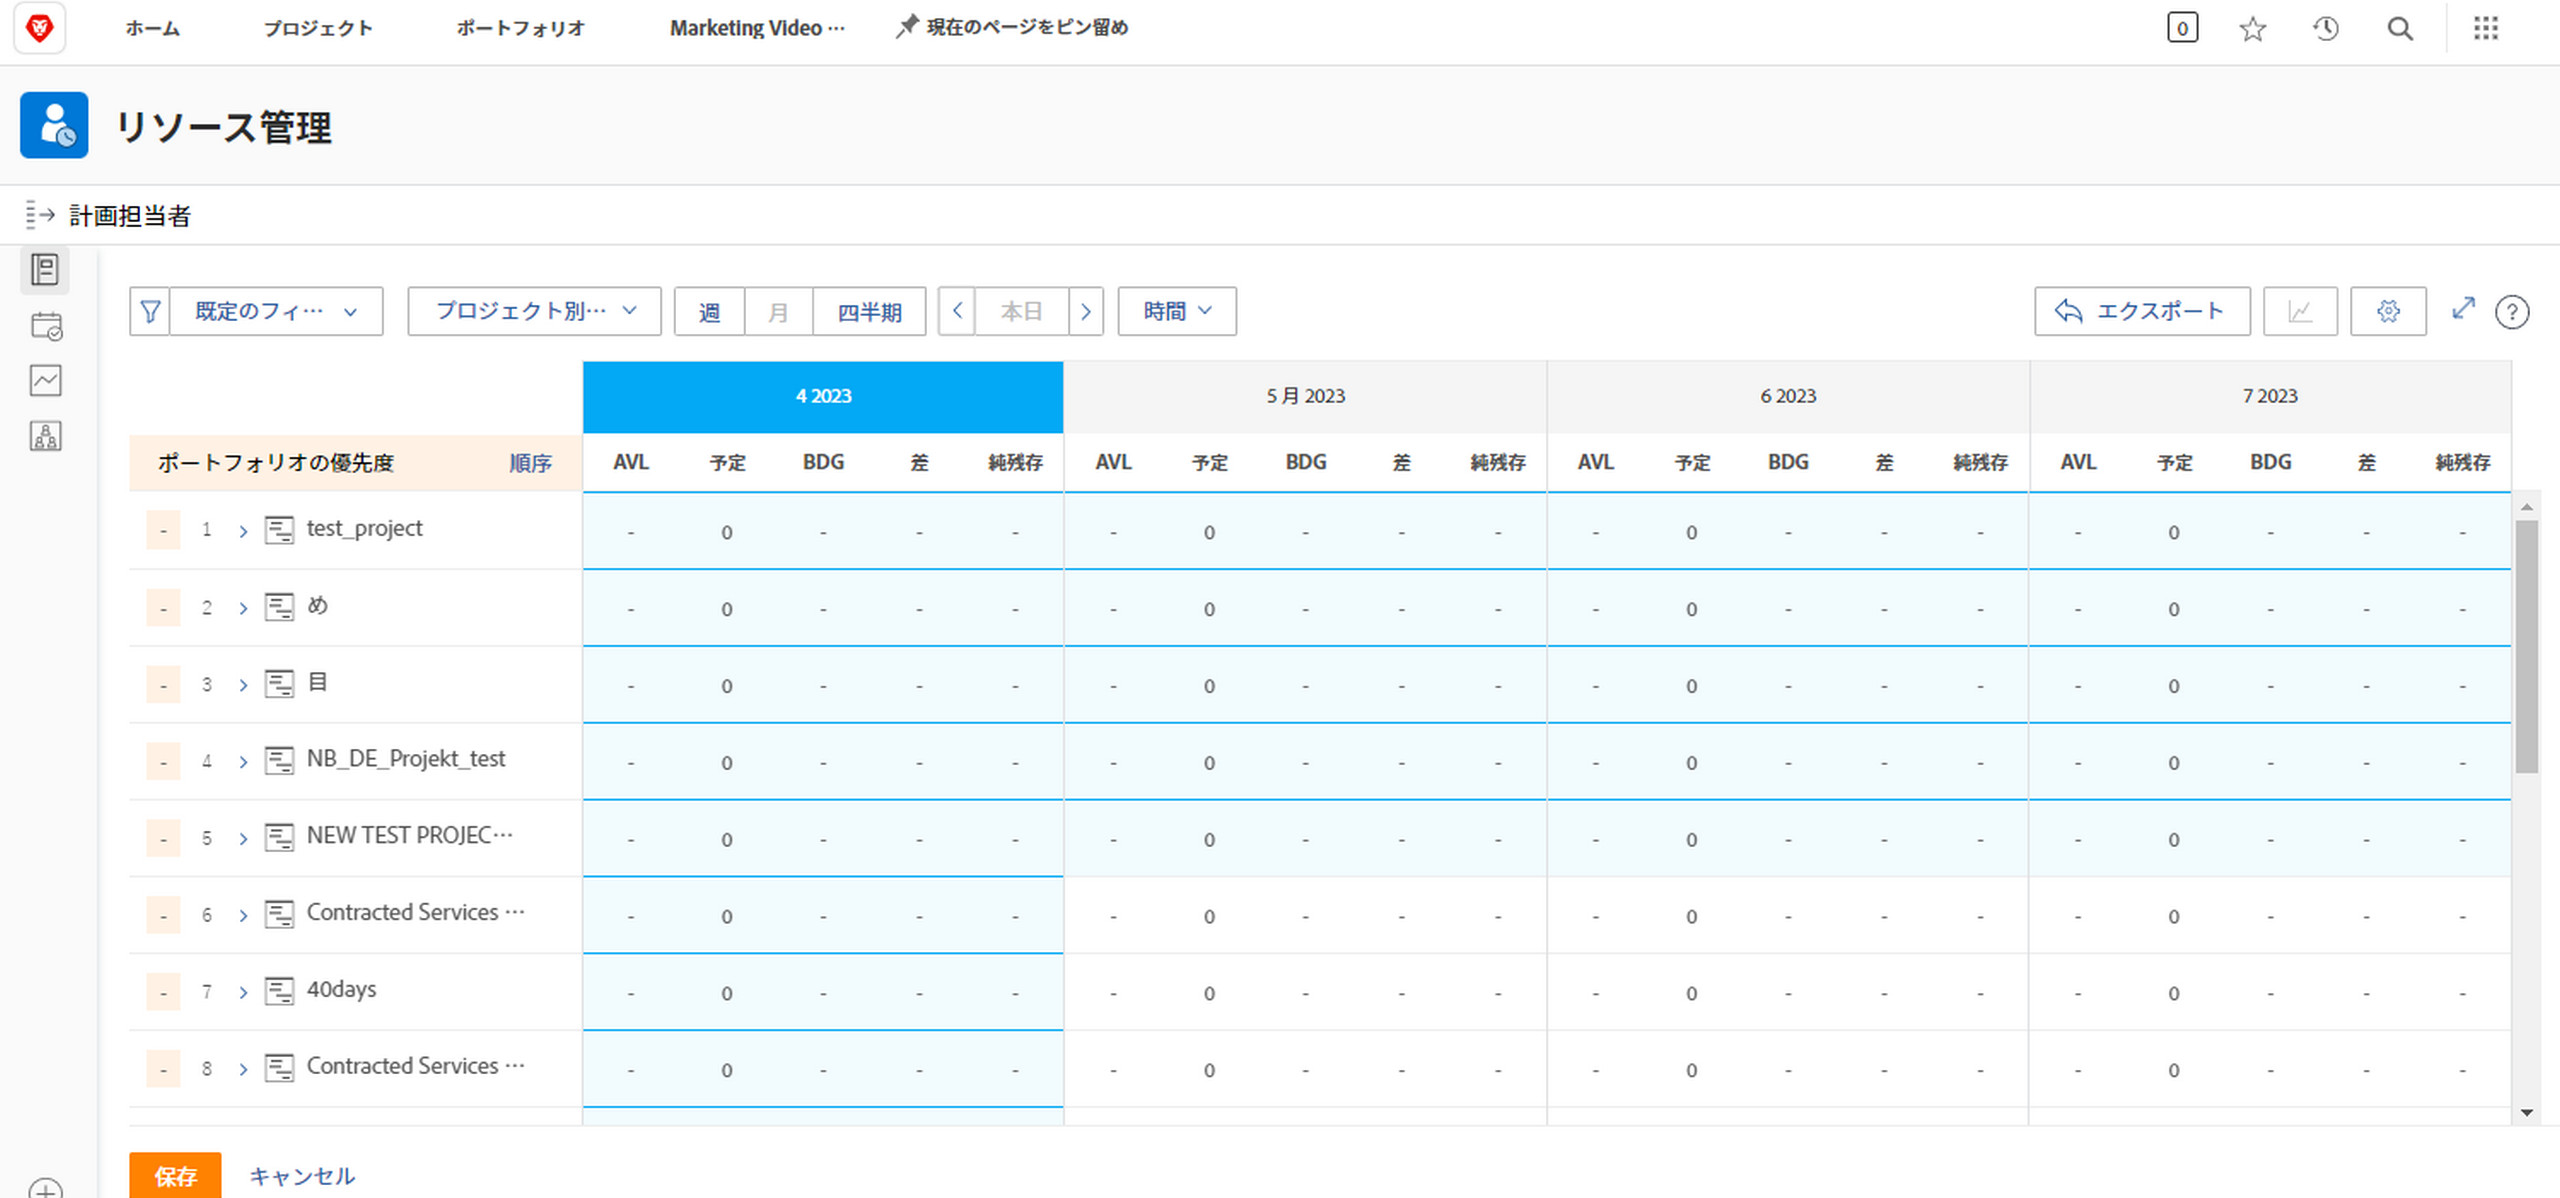 ホーム プロジェクト ポートフォリオ Marketing Video ··· 現在のページをピン留め 0
リソース管理
計画担当者
既定のフィ··· プロジェクト別··· 週 月 四半期 本日 時間 エクスポート ?
4 2023 5 月 2023 6 2023 7 2023
ポートフォリオの優先度 順序 AVL 予定 BDG 差 純残存 AVL 予定 BDG 差 純残存 AVL 予定 BDG 差 純残存 AVL 予定 BDG 差 純残存
- 1 test_project - 0 - - - - 0 - - - - 0 - - - - 0 - - -
- 2 め - 0 - - - - 0 - - - - 0 - - - - 0 - - -
- 3 目 - 0 - - - - 0 - - - - 0 - - - - 0 - - -
- 4 NB_DE_Projekt_test - 0 - - - - 0 - - - - 0 - - - - 0 - - -
- 5 NEW TEST PROJEC··· - 0 - - - - 0 - - - - 0 - - - - 0 - - -
- 6 Contracted Services ··· - 0 - - - - 0 - - - - 0 - - - - 0 - - -
- 7 40days - 0 - - - - 0 - - - - 0 - - - - 0 - - -
- 8 Contracted Services ··· - 0 - - - - 0 - - - - 0 - - - - 0 - - -
保存 キャンセル